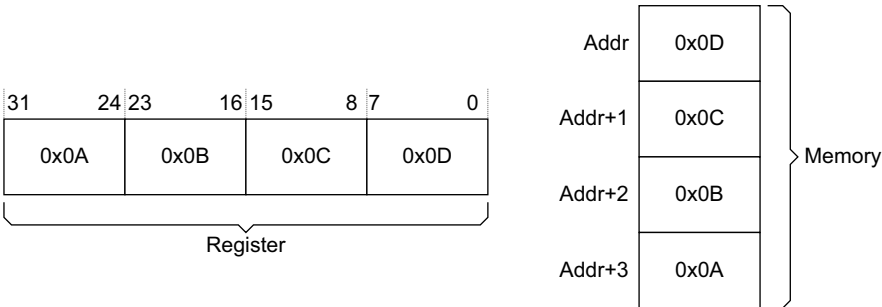 31 24 23 16 15 8 7 0
0x0A 0x0B 0x0C 0x0D
Register
Addr 0x0D
Addr+1 0x0C
Addr+2 0x0B
Addr+3 0x0A
Memory